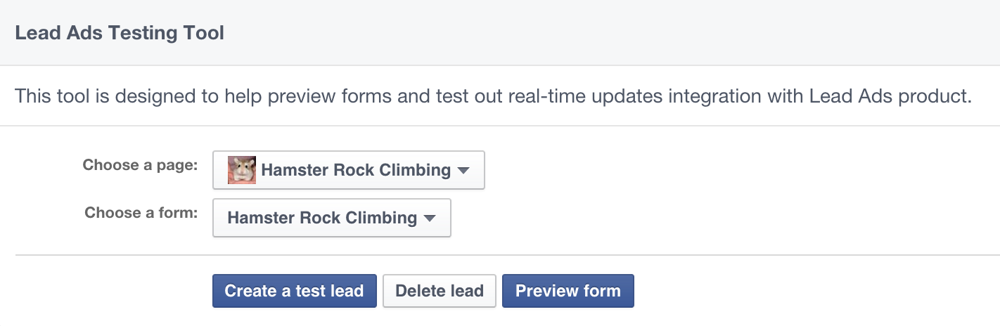 Lead Ads Testing Tool
This tool is designed to help preview forms and test out real-time updates integration with Lead Ads product.
Choose a page: Hamster Rock Climbing
Choose a form: Hamster Rock Climbing
Create a test lead Delete lead Preview form